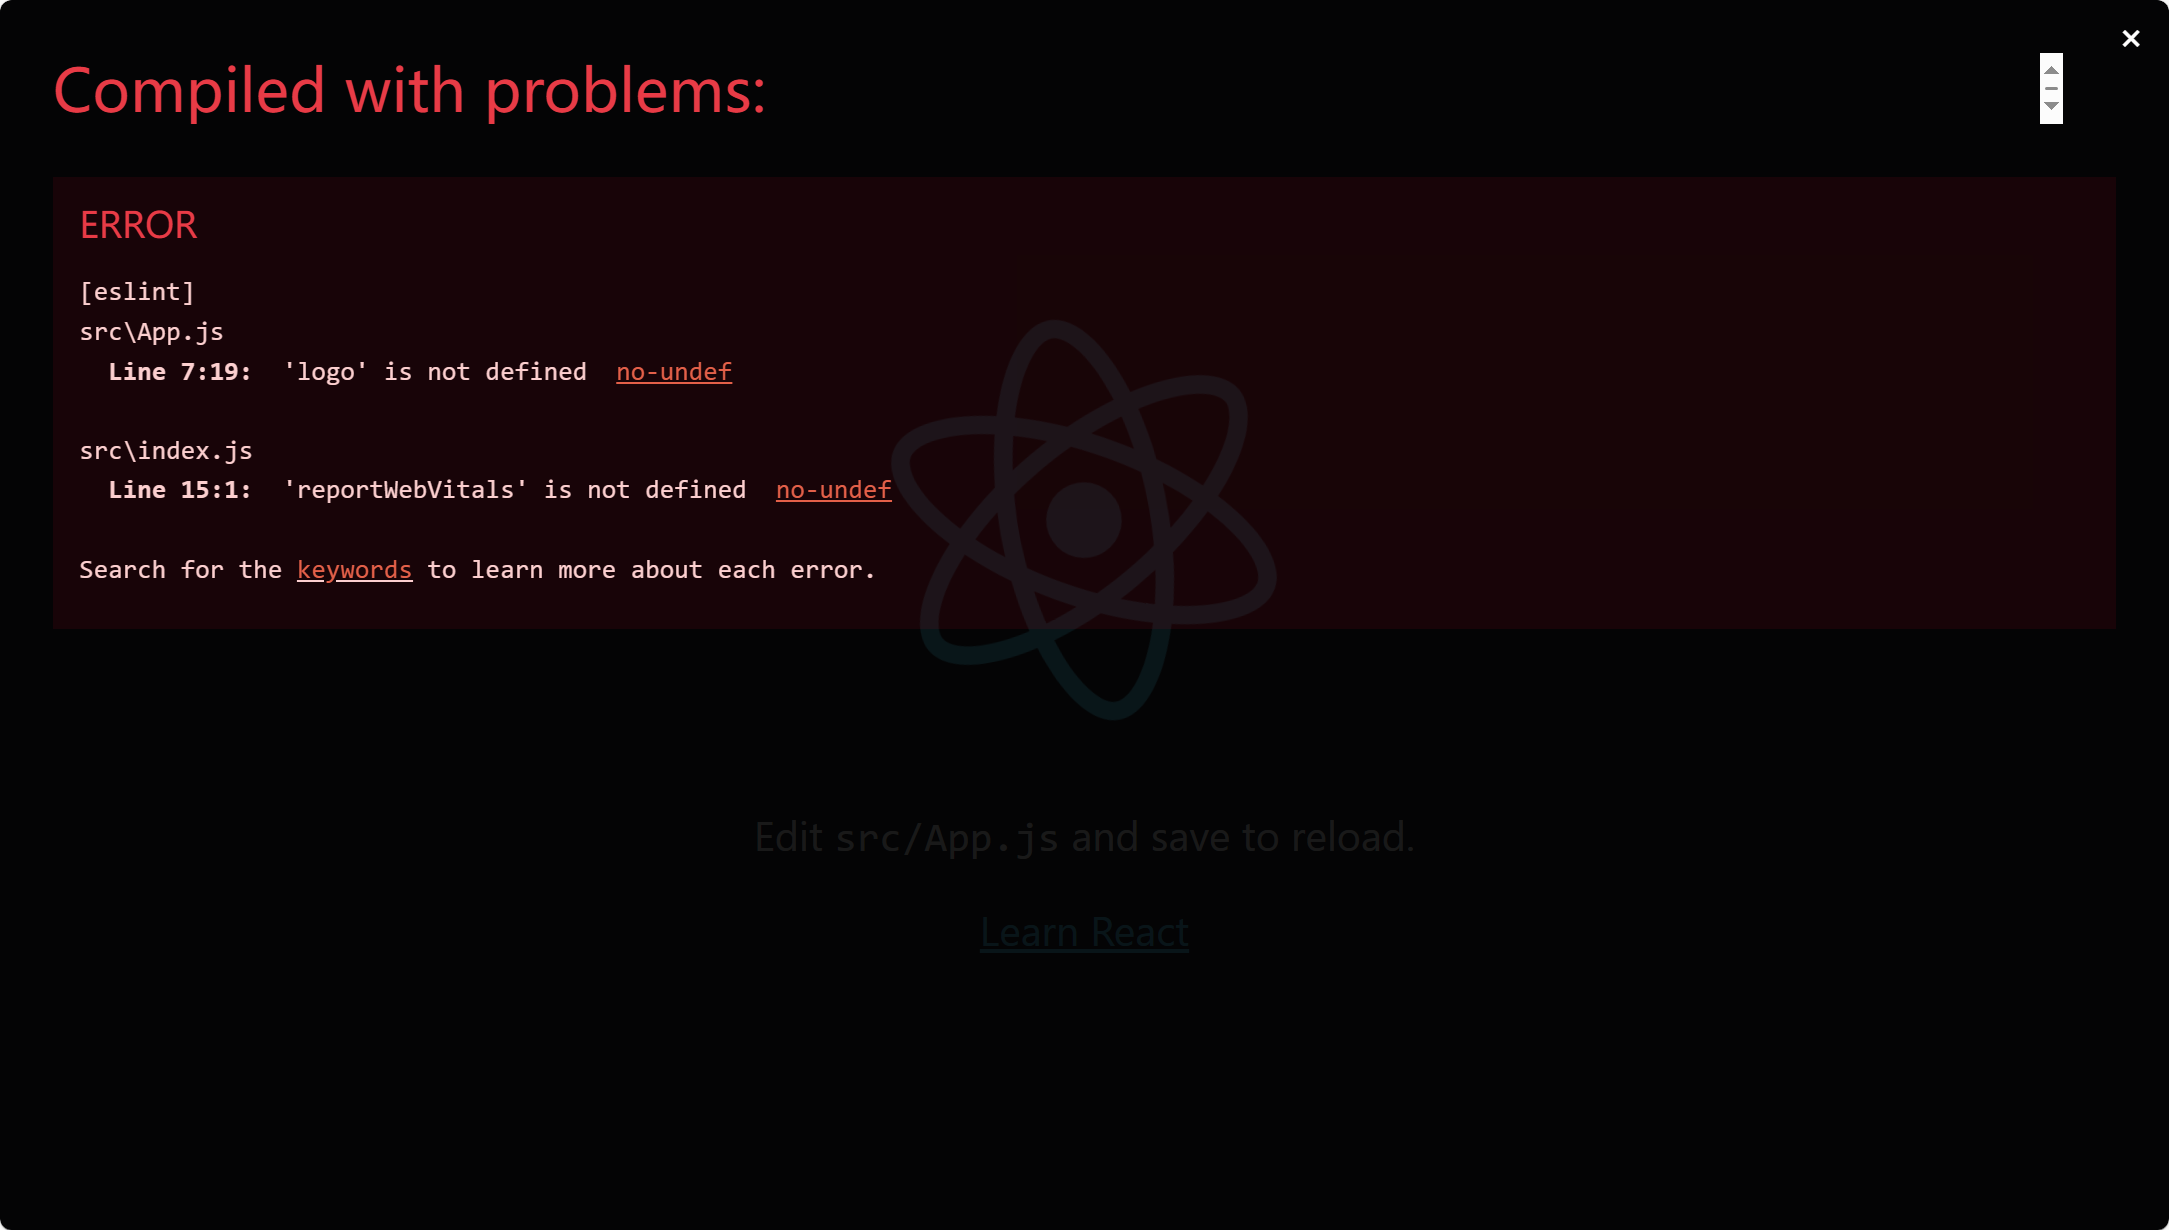 Compiled with problems:
ERROR
[eslint]
src\App.js
Line 7:19:  'logo' is not defined  no-undef
src\index.js
Line 15:1:  'reportWebVitals' is not defined  no-undef
Search for the keywords to learn more about each error.
Edit src/App.js and save to reload.
Learn React